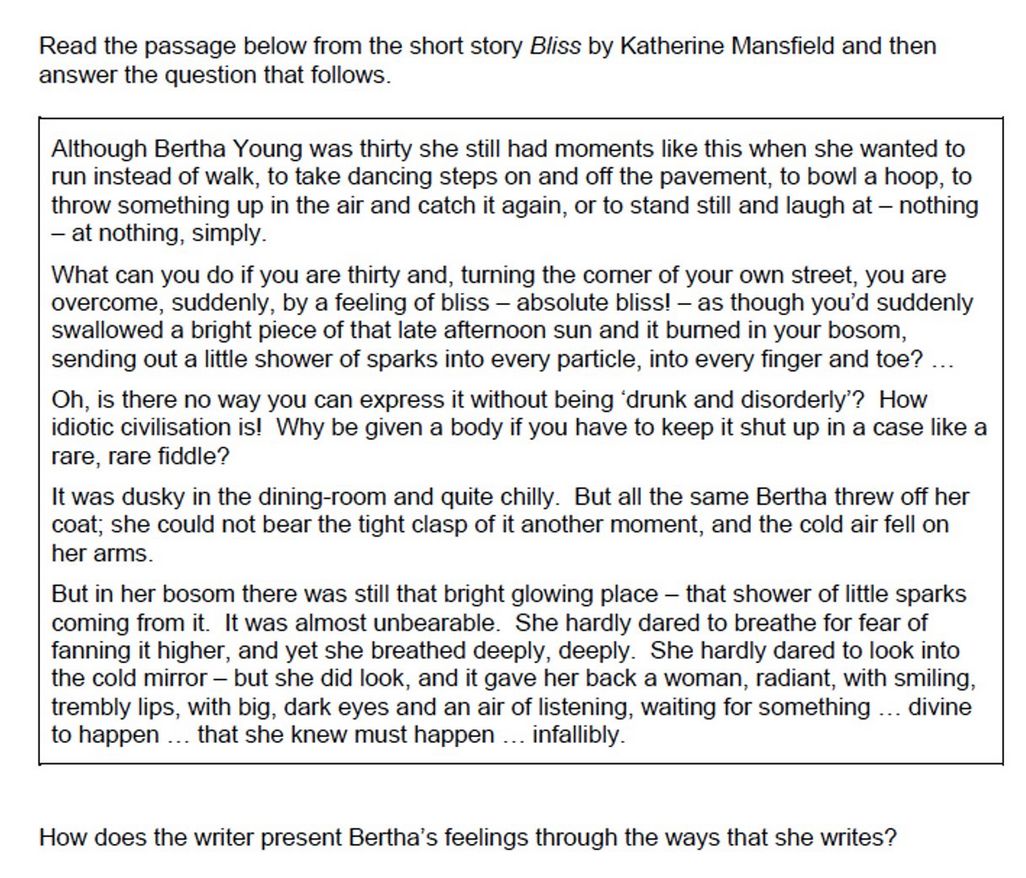 Read the passage below from the short story Bliss by Katherine Mansfield and then
answer the question that follows.
Although Bertha Young was thirty she still had moments like this when she wanted to
run instead of walk, to take dancing steps on and off the pavement, to bowl a hoop, to
throw something up in the air and catch it again, or to stand still and laugh at – nothing
– at nothing, simply.
What can you do if you are thirty and, turning the corner of your own street, you are
overcome, suddenly, by a feeling of bliss – absolute bliss! – as though you'd suddenly
swallowed a bright piece of that late afternoon sun and it burned in your bosom,
sending out a little shower of sparks into every particle, into every finger and toe? …
Oh, is there no way you can express it without being 'drunk and disorderly'?  How
idiotic civilisation is!  Why be given a body if you have to keep it shut up in a case like a
rare, rare fiddle?
It was dusky in the dining-room and quite chilly.  But all the same Bertha threw off her
coat; she could not bear the tight clasp of it another moment, and the cold air fell on
her arms.
But in her bosom there was still that bright glowing place – that shower of little sparks
coming from it.  It was almost unbearable.  She hardly dared to breathe for fear of
fanning it higher, and yet she breathed deeply, deeply.  She hardly dared to look into
the cold mirror – but she did look, and it gave her back a woman, radiant, with smiling,
trembly lips, with big, dark eyes and an air of listening, waiting for something … divine
to happen … that she knew must happen … infallibly.
How does the writer present Bertha's feelings through the ways that she writes?